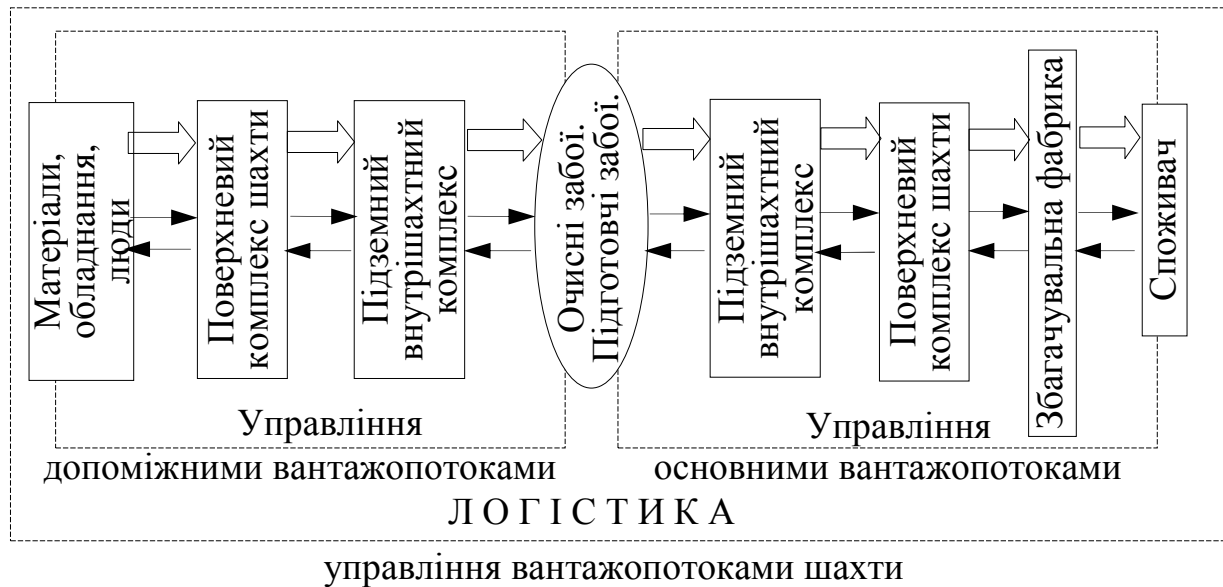 Матеріали,
обладнання,
люди
Поверхневий
комплекс шахти
Підземний
внутрішахтний
комплекс
Очисні забої.
Підготовчі забої.
Підземний
внутрішахтний
комплекс
Поверхневий
комплекс шахти
Збагачувальна фабрика
Споживач
Управління
допоміжними вантажопотоками
Управління
основними вантажопотоками
Л О Г І С Т И К А
управління вантажопотоками шахти